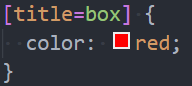 [title=box] {
  color: red;
}